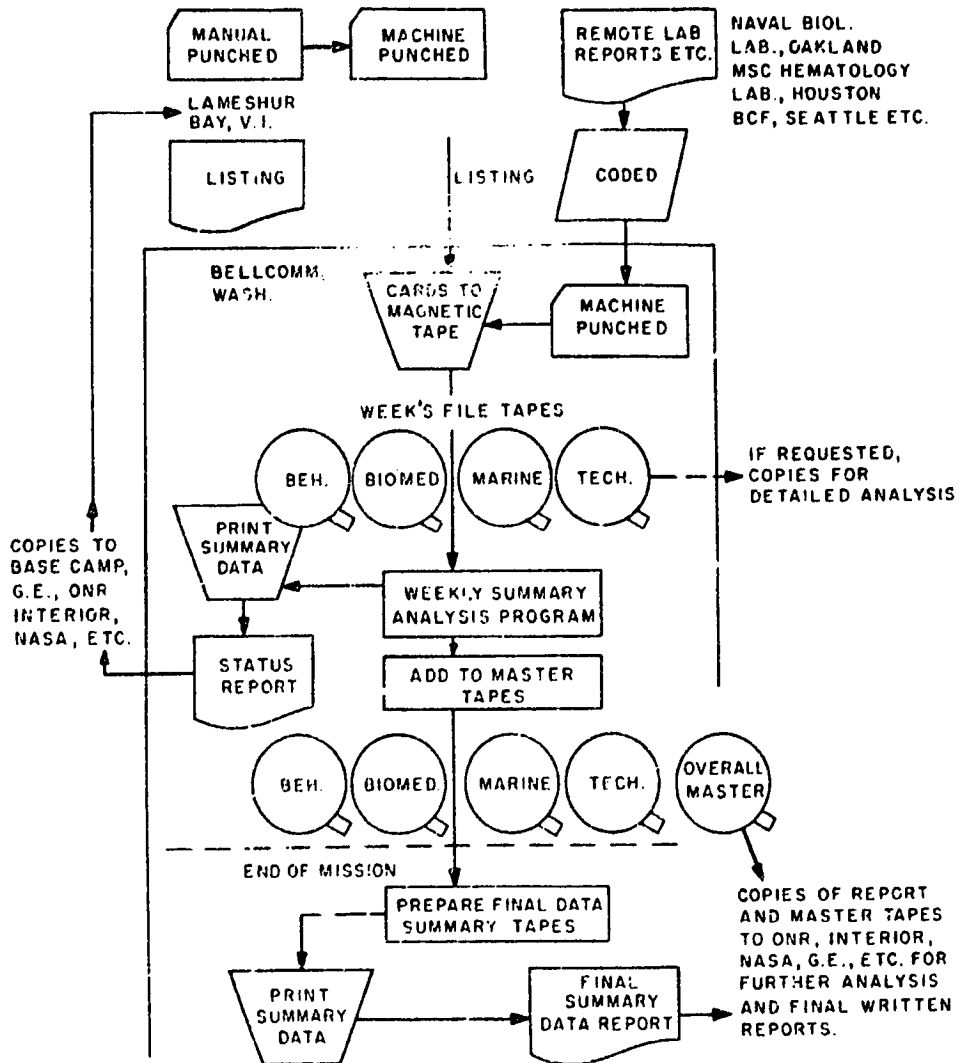 MANUAL
PUNCHED
MACHINE
PUNCHED
REMOTE LAB
REPORTS ETC.
NAVAL BIOL.
LAB., OAKLAND
MSC HEMATOLOGY
LAB., HOUSTON
BCF, SEATTLE ETC.
LAMESHUR
BAY, V.I.
LISTING
LISTING
CODED
BELLCOMM.
WASH.
CARDS TO
MAGNETIC
TAPE
MACHINE
PUNCHED
WEEK'S FILE TAPES
BEH.
BIOMED
MARINE
TECH.
IF REQUESTED,
COPIES FOR
DETAILED ANALYSIS
PRINT
SUMMARY
DATA
COPIES TO
BASE CAMP,
G.E., ONR
INTERIOR,
NASA, ETC.
WEEKLY SUMMARY
ANALYSIS PROGRAM
STATUS
REPORT
ADD TO MASTER
TAPES
BEH.
BIOMED.
MARINE
TECH.
OVERALL
MASTER
END OF MISSION
PREPARE FINAL DATA
SUMMARY TAPES
COPIES OF REPORT
AND MASTER TAPES
TO ONR, INTERIOR,
NASA, G.E., ETC. FOR
FURTHER ANALYSIS
AND FINAL WRITTEN
REPORTS.
PRINT
SUMMARY
DATA
FINAL
SUMMARY
DATA REPORT